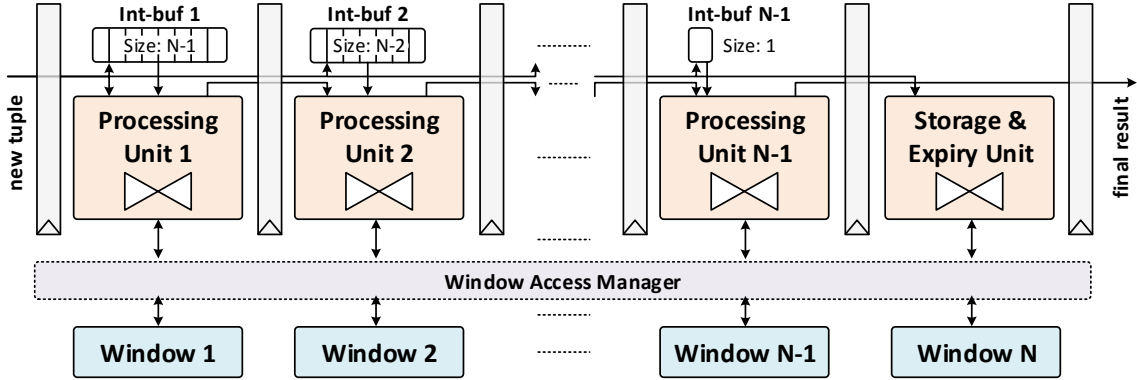 Int-buf 1
Int-buf 2
Int-buf N-1
Size: N-1
Size: N-2
Size: 1
new tuple
Processing
Unit 1
Processing
Unit 2
Processing
Unit N-1
Storage &
Expiry Unit
final result
Window Access Manager
Window 1
Window 2
Window N-1
Window N